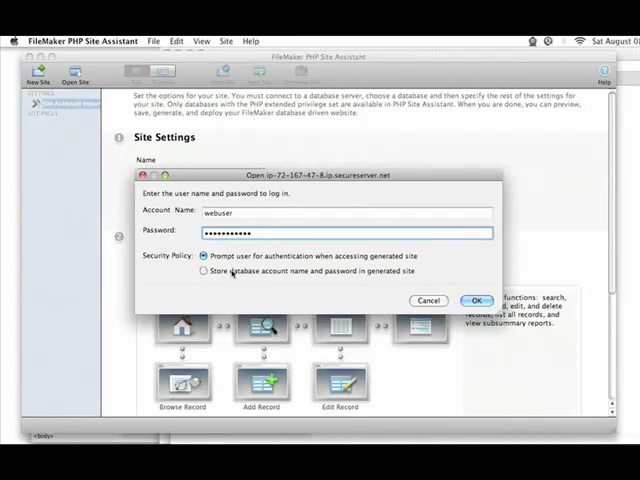 FileMaker PHP Site Assistant File Edit View Site Help Sat August 08
FileMaker PHP Site Assistant
New Site Open Site Help
Site Assistant
SITE PAGES
Set the options for your site. You must connect to a database server, choose a database and then specify the rest of the settings for
your site. Only databases with the PHP extended privilege set are available in PHP Site Assistant. When you are done, you can preview,
save, generate, and deploy your FileMaker database driven website.
1 Site Settings
Name
Open ip-72-167-47-8.ip.secureserver.net
Enter the user name and password to log in.
Account Name: webuser
Password: •••••••••••
Security Policy: Prompt user for authentication when accessing generated site
Store database account name and password in generated site
Cancel OK
2
functions: search,
d, edit, and delete
records, list all records, and
view subsummary reports.
Browse Record Add Record Edit Record
<body>